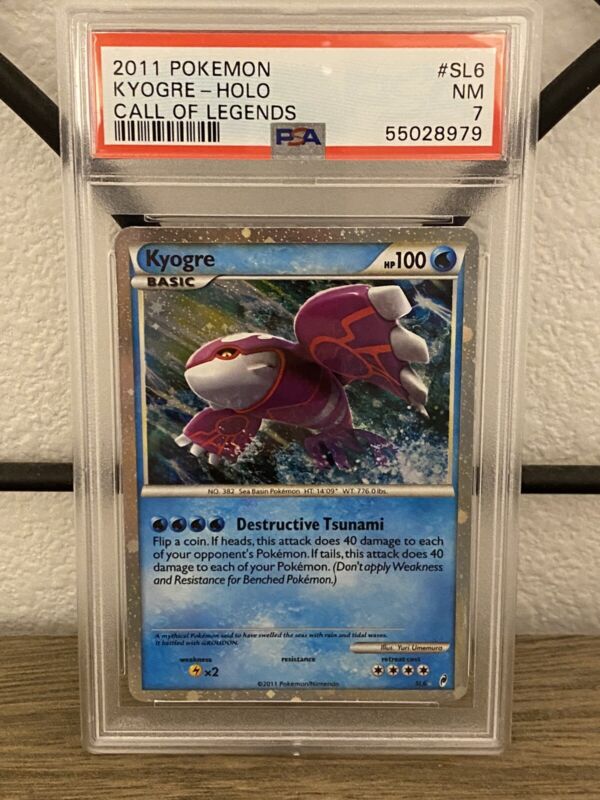 2011 POKEMON #SL6
KYOGRE - HOLO NM
CALL OF LEGENDS 7
PSA 55028979
Kyogre HP100
BASIC
NO. 382 Sea Basin Pokémon HT: 14'09" WT: 776.0 lbs.
Destructive Tsunami
Flip a coin. If heads, this attack does 40 damage to each
of your opponent's Pokémon. If tails, this attack does 40
damage to each of your Pokémon. (Don't apply Weakness
and Resistance for Benched Pokémon.)
A mythical Pokémon said to have swelled the seas with rain and tidal waves.
It battled with GROUDON.
Illus. Yuri Umemura
weakness resistance retreat cost
x2
©2011 Pokémon/Nintendo SL6